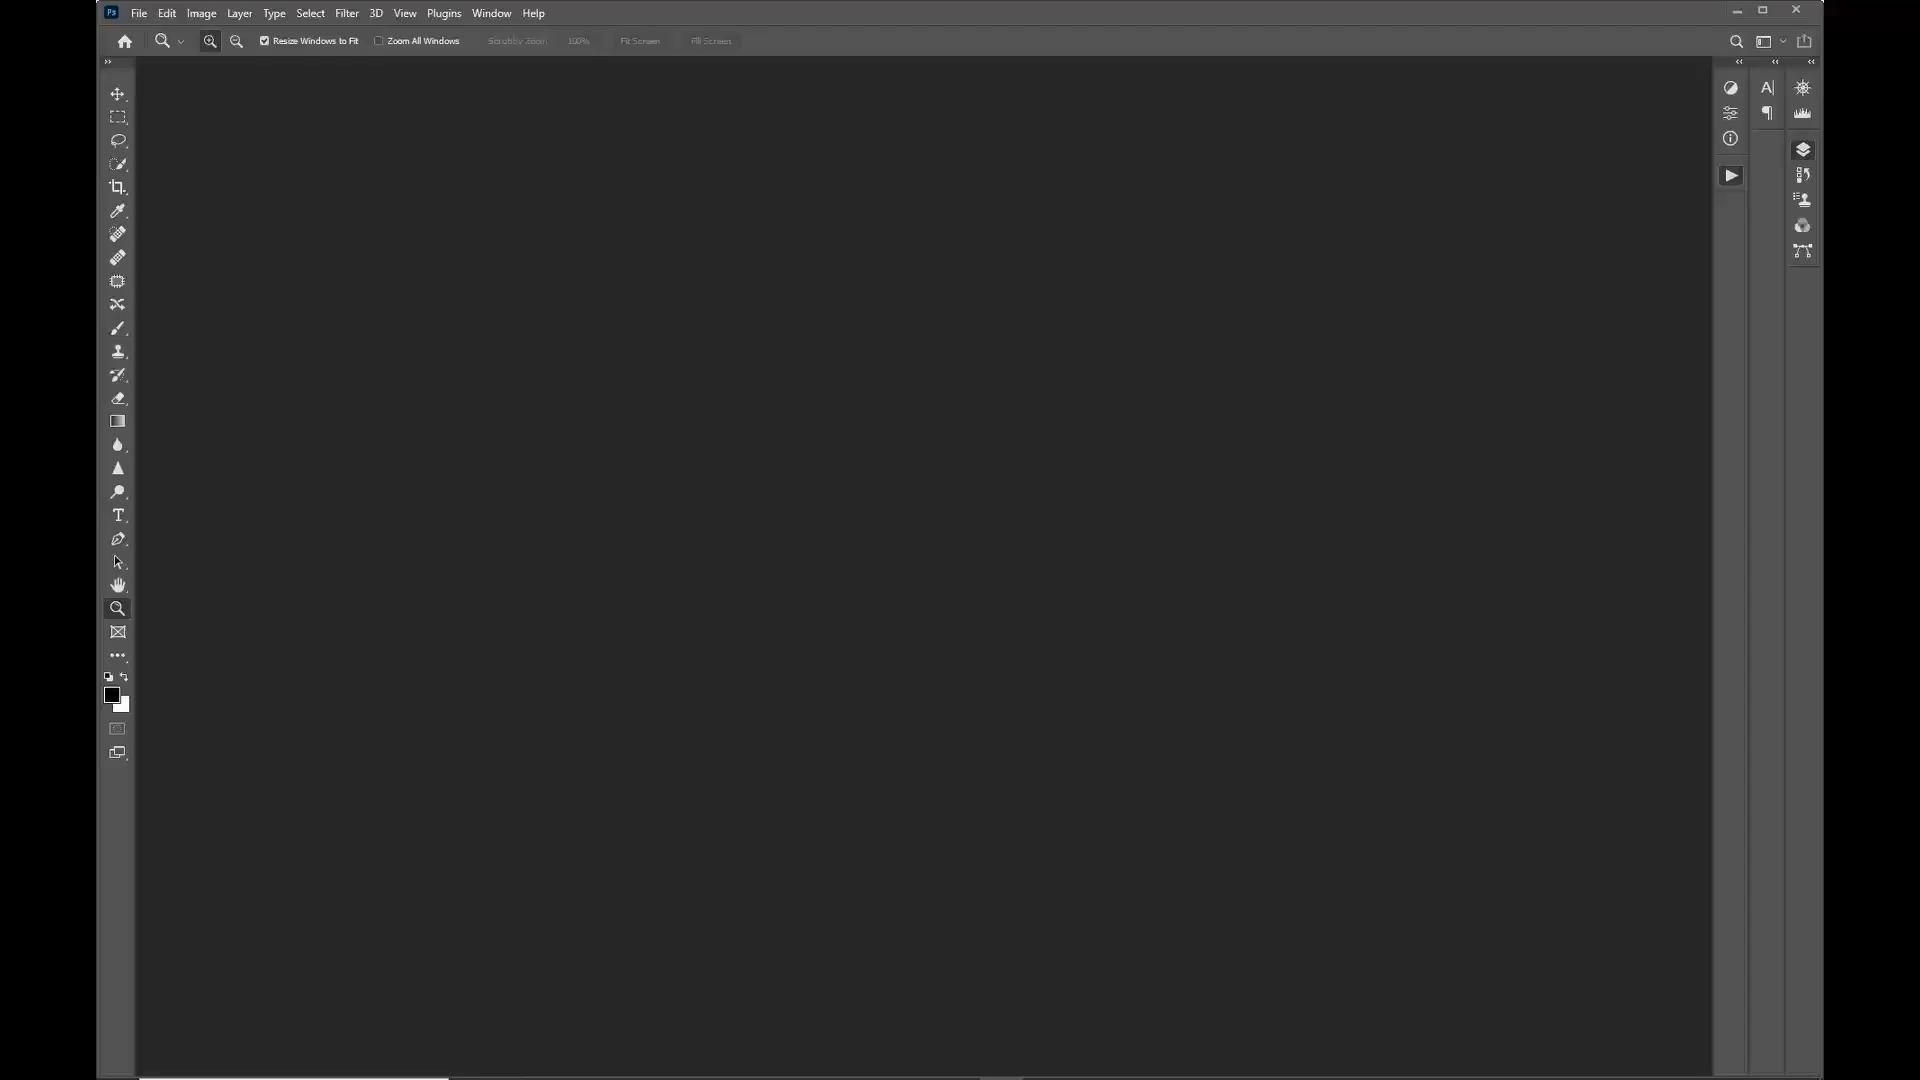 Ps File Edit Image Layer Type Select Filter 3D View Plugins Window Help
Resize Windows to Fit Zoom All Windows Scrubby Zoom 100% Fit Screen Fill Screen